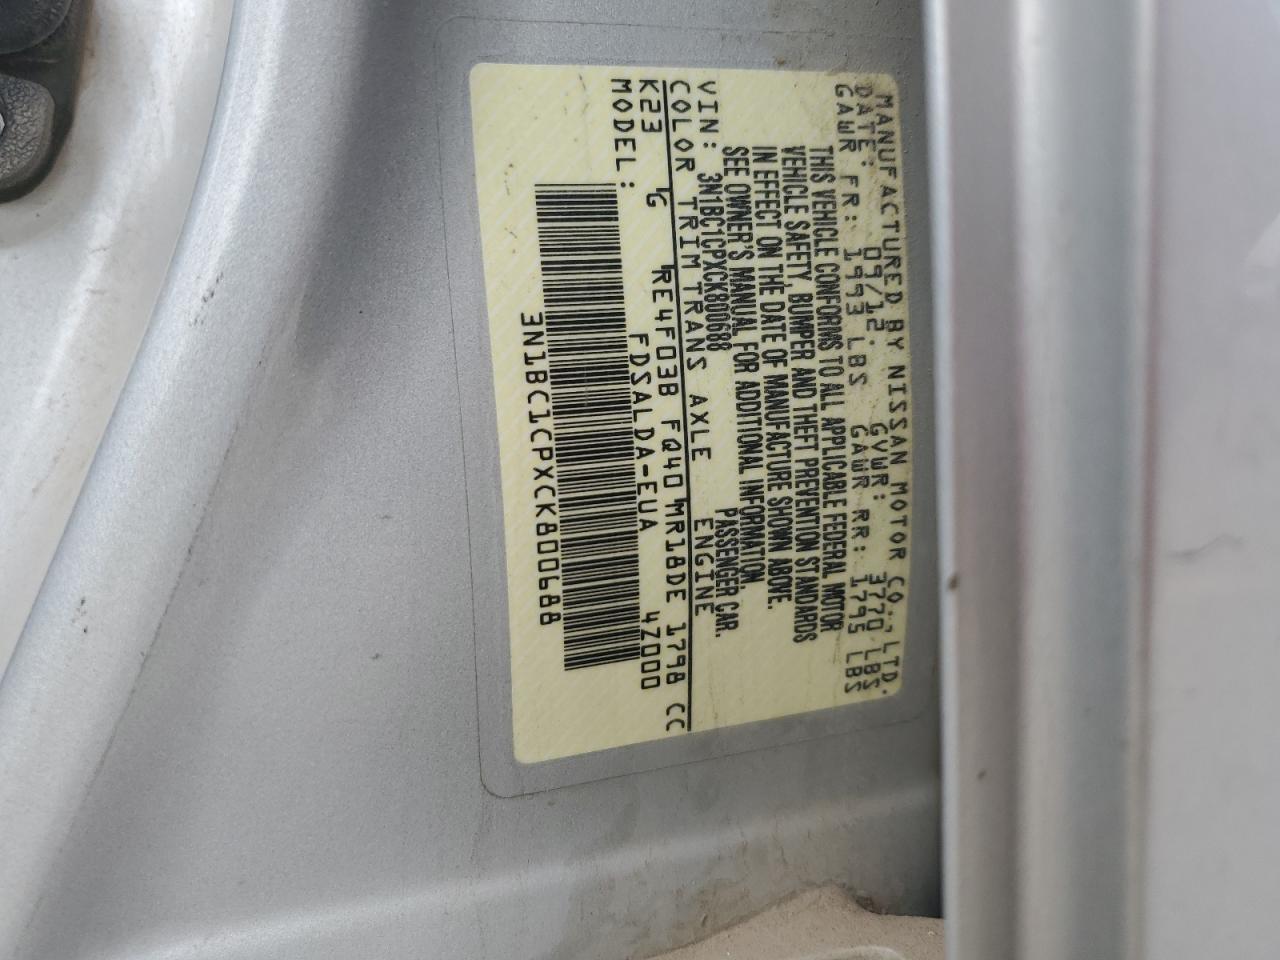 MANUFACTURED BY NISSAN MOTOR CO., LTD.
DATE: 09/12. GVWR: 3770 LBS
GAWR FR: 1993 LBS GAWR RR: 1795 LBS
THIS VEHICLE CONFORMS TO ALL APPLICABLE FEDERAL MOTOR
VEHICLE SAFETY, BUMPER AND THEFT PREVENTION STANDARDS
IN EFFECT ON THE DATE OF MANUFACTURE SHOWN ABOVE.
SEE OWNER'S MANUAL FOR ADDITIONAL INFORMATION.
VIN: 3N1BC1CPXCK800688 PASSENGER CAR.
COLOR TRIM TRANS AXLE ENGINE
K23 G RE4F03B FQ40 MR18DE 1798 CC
MODEL: FDSALDA-EUA 4Z000
3N1BC1CPXCK800688